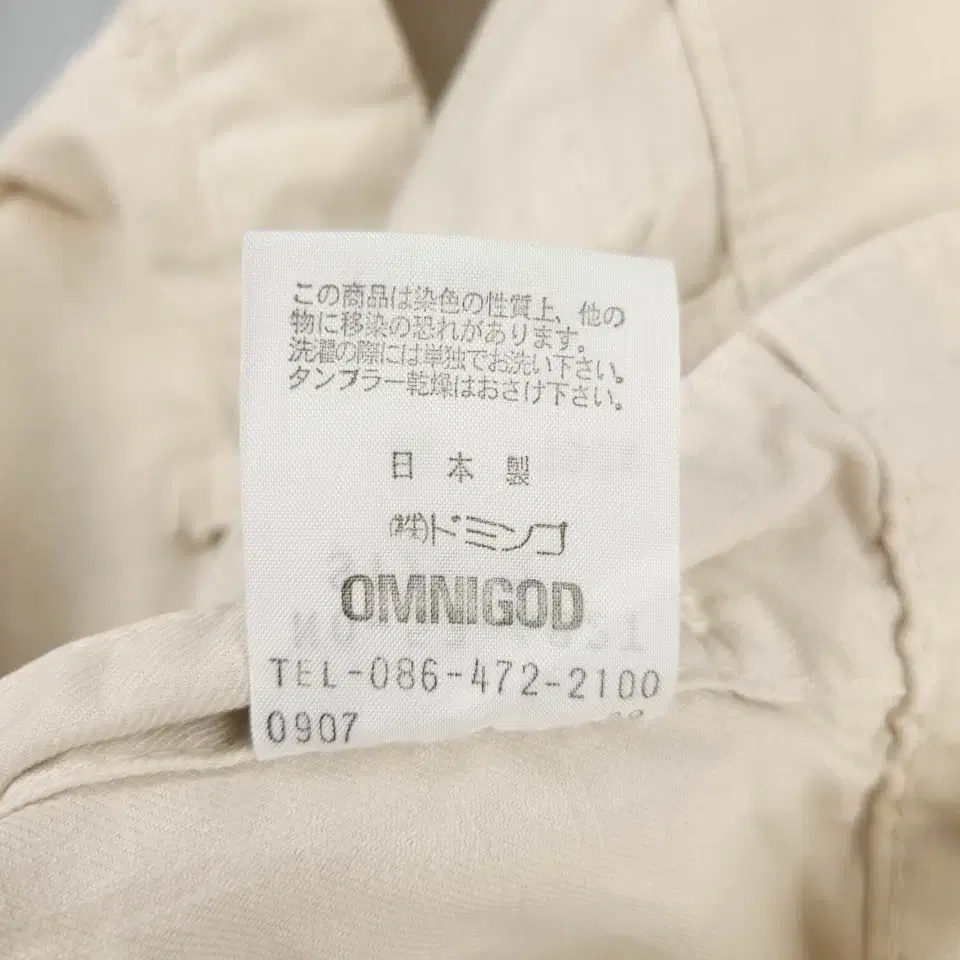 この商品は染色の性質上、他の
物に移染の恐れがあります。
洗濯の際には単独でお洗い下さい。
タンブラー乾燥はおさけ下さい。
日本製
㈱ドミンゴ
OMNIGOD
TEL-086-472-2100
0907